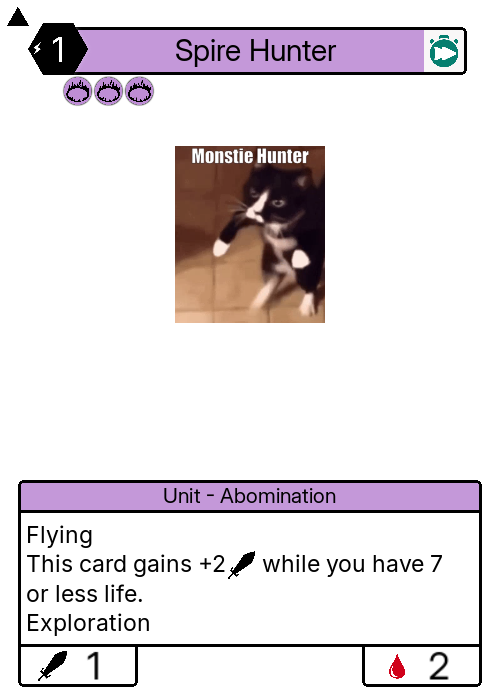 1
Spire Hunter
Monstie Hunter
Unit - Abomination
Flying
This card gains +2 while you have 7
or less life.
Exploration
1
2